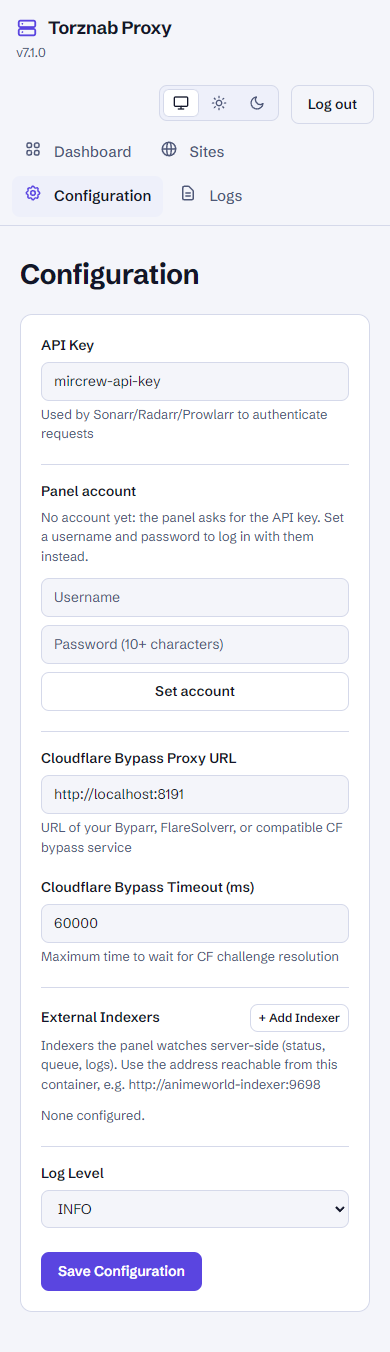 Torznab Proxy
v7.1.0
Log out
Dashboard
Sites
Configuration
Logs
Configuration
API Key
mircrew-api-key
Used by Sonarr/Radarr/Prowlarr to authenticate
requests
Panel account
No account yet: the panel asks for the API key. Set
a username and password to log in with them
instead.
Username
Password (10+ characters)
Set account
Cloudflare Bypass Proxy URL
http://localhost:8191
URL of your Byparr, FlareSolverr, or compatible CF
bypass service
Cloudflare Bypass Timeout (ms)
60000
Maximum time to wait for CF challenge resolution
External Indexers
+ Add Indexer
Indexers the panel watches server-side (status,
queue, logs). Use the address reachable from this
container, e.g. http://animeworld-indexer:9698
None configured.
Log Level
INFO
Save Configuration